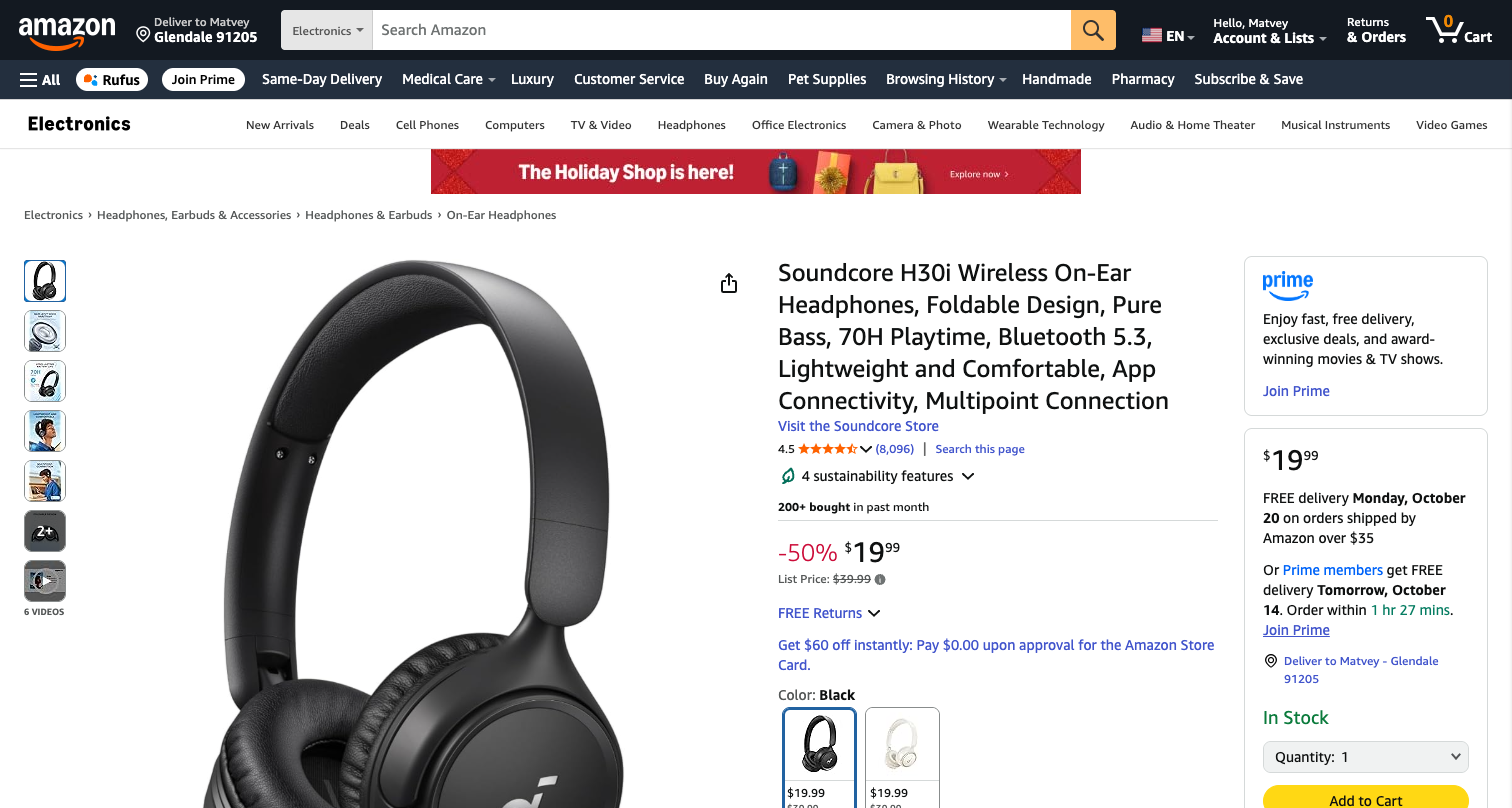 amazon
Deliver to Matvey
Glendale 91205
Electronics
Search Amazon
EN
Hello, Matvey
Account & Lists
Returns
& Orders
0
Cart
All
Rufus
Join Prime
Same-Day Delivery
Medical Care
Luxury
Customer Service
Buy Again
Pet Supplies
Browsing History
Handmade
Pharmacy
Subscribe & Save
Electronics
New Arrivals
Deals
Cell Phones
Computers
TV & Video
Headphones
Office Electronics
Camera & Photo
Wearable Technology
Audio & Home Theater
Musical Instruments
Video Games
The Holiday Shop is here!
Explore now ›
Electronics › Headphones, Earbuds & Accessories › Headphones & Earbuds › On-Ear Headphones
70H
2+
6 VIDEOS
Soundcore H30i Wireless On-Ear
Headphones, Foldable Design, Pure
Bass, 70H Playtime, Bluetooth 5.3,
Lightweight and Comfortable, App
Connectivity, Multipoint Connection
Visit the Soundcore Store
4.5 (8,096) | Search this page
4 sustainability features
200+ bought in past month
-50% $19 99
List Price: $39.99
FREE Returns
Get $60 off instantly: Pay $0.00 upon approval for the Amazon Store
Card.
Color: Black
$19.99
$19.99
prime
Enjoy fast, free delivery,
exclusive deals, and award-
winning movies & TV shows.
Join Prime
$19 99
FREE delivery Monday, October
20 on orders shipped by
Amazon over $35
Or Prime members get FREE
delivery Tomorrow, October
14. Order within 1 hr 27 mins.
Join Prime
Deliver to Matvey - Glendale
91205
In Stock
Quantity: 1
Add to Cart